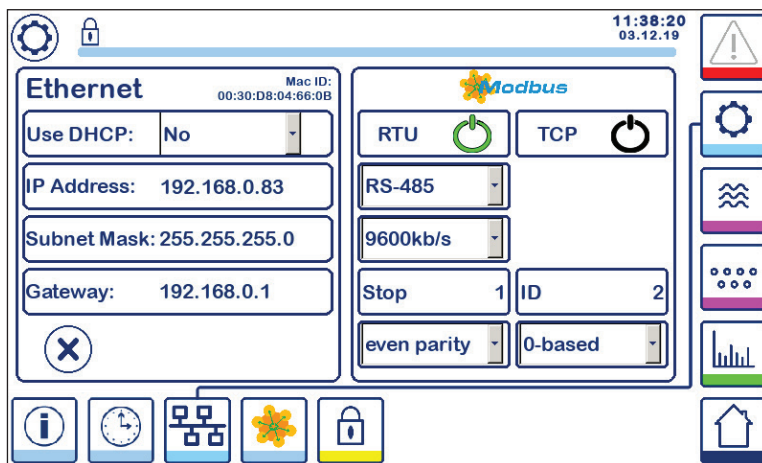 11:38:20
03.12.19
Ethernet
Mac ID:
00:30:D8:04:66:0B
Use DHCP: No
IP Address: 192.168.0.83
Subnet Mask: 255.255.255.0
Gateway: 192.168.0.1
Modbus
RTU TCP
RS-485
9600kb/s
Stop 1 ID 2
even parity 0-based